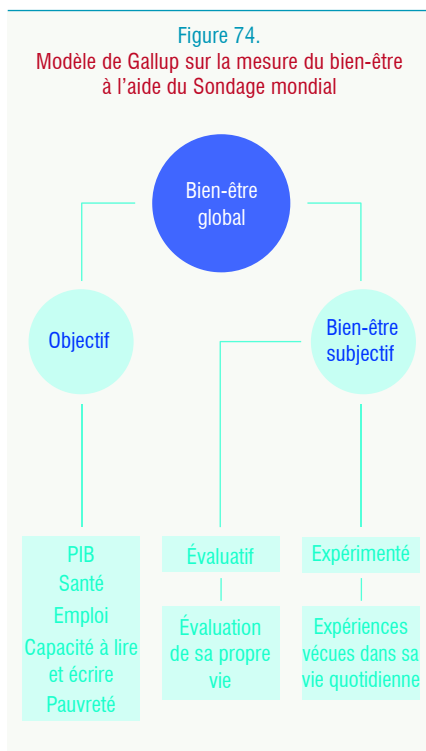 Figure 74.
Modèle de Gallup sur la mesure du bien-être
à l'aide du Sondage mondial
Bien-être
global
Objectif
Bien-être
subjectif
PIB
Santé
Emploi
Capacité à lire
et écrire
Pauvreté
Évaluatif
Évaluation
de sa propre
vie
Expérimenté
Expériences
vécues dans sa
vie quotidienne